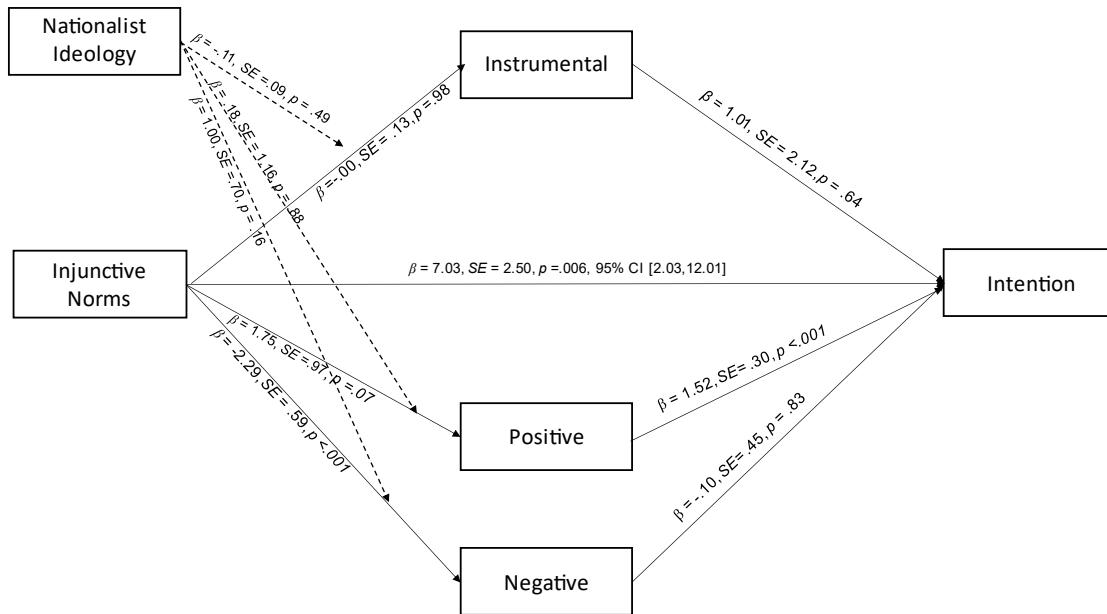 Nationalist
Ideology
Instrumental
β = -.11, SE =.09, p = .49
β = .18, SE = 1.16, p = .88
β = 1.00, SE = .70, p = .16
β =-.00, SE = .13, p = .98
β = 1.01, SE = 2.12, p = .64
Injunctive
Norms
β = 7.03, SE = 2.50, p =.006, 95% CI [2.03,12.01]
Intention
β = 1.75, SE =.97, p =.07
β = -2.29, SE = .59, p <.001
β = 1.52, SE= .30, p <.001
Positive
β = -.10, SE= .45, p = .83
Negative